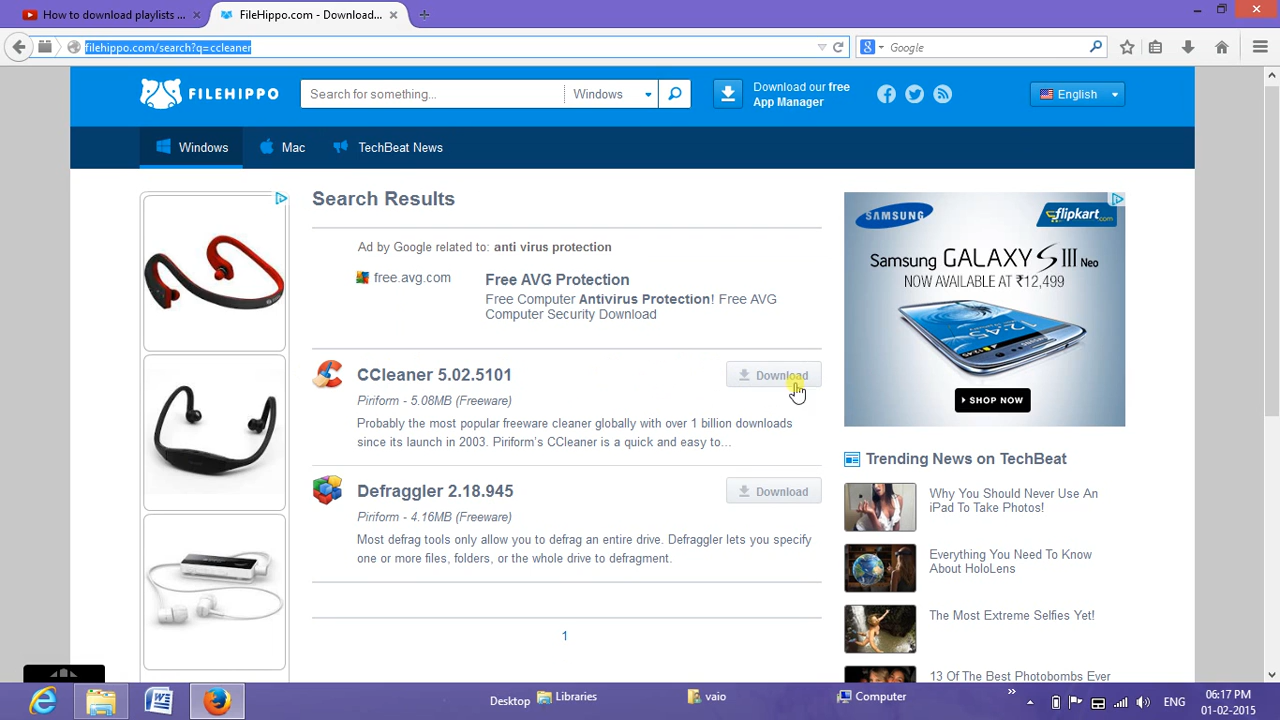 How to download playlists ...
FileHippo.com - Download...
filehippo.com/search?q=ccleaner
Google
FILEHIPPO
Search for something...
Windows
Download our free
App Manager
English
Windows
Mac
TechBeat News
Search Results
Ad by Google related to: anti virus protection
free.avg.com
Free AVG Protection
Free Computer Antivirus Protection! Free AVG
Computer Security Download
CCleaner 5.02.5101
Download
Piriform - 5.08MB (Freeware)
Probably the most popular freeware cleaner globally with over 1 billion downloads
since its launch in 2003. Piriform's CCleaner is a quick and easy to...
Defraggler 2.18.945
Download
Piriform - 4.16MB (Freeware)
Most defrag tools only allow you to defrag an entire drive. Defraggler lets you specify
one or more files, folders, or the whole drive to defragment.
1
SAMSUNG
flipkart.com
Samsung GALAXY SIII Neo
NOW AVAILABLE AT ₹12,499
12:45
SHOP NOW
Trending News on TechBeat
Why You Should Never Use An
iPad To Take Photos!
Everything You Need To Know
About HoloLens
The Most Extreme Selfies Yet!
13 Of The Best Photobombs Ever
Desktop
Libraries
vaio
Computer
ENG
06:17 PM
01-02-2015